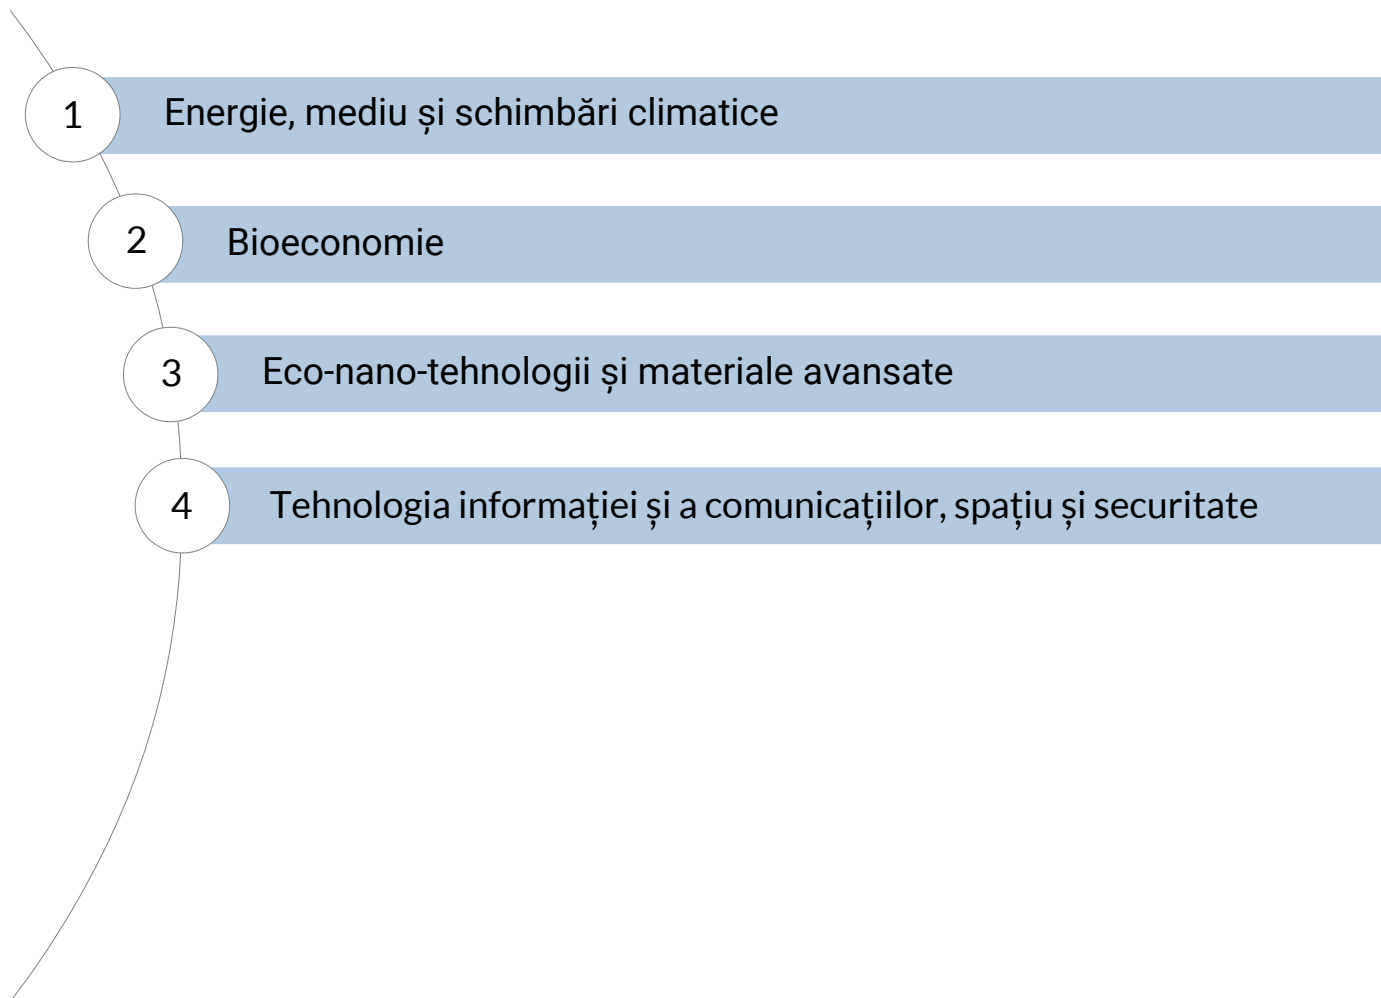 1 Energie, mediu și schimbări climatice
2 Bioeconomie
3 Eco-nano-tehnologii și materiale avansate
4 Tehnologia informației și a comunicațiilor, spațiu și securitate